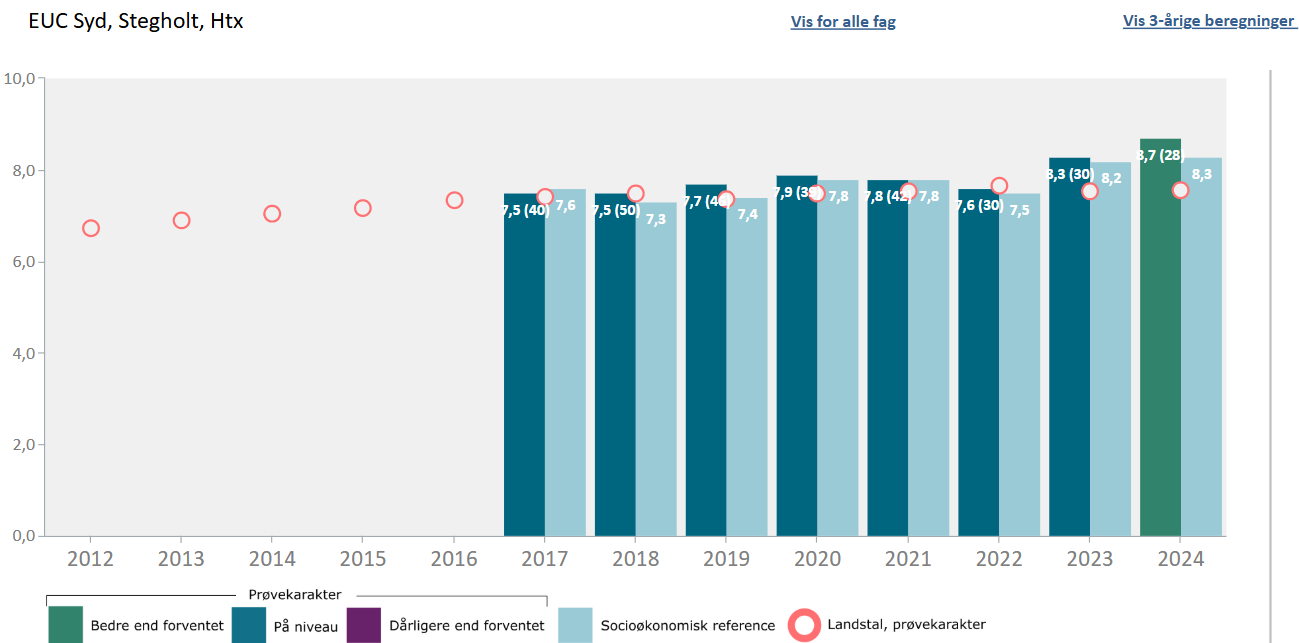 EUC Syd, Stegholt, Htx
Vis for alle fag
Vis 3-årige beregninger
10,0
8,0
6,0
4,0
2,0
0,0
7,5 (40)
7,6
7,5 (50)
7,3
7,4
7,8
7,8
7,6 (30)
7,5
8,3 (30)
8,2
8,3
2012 2013 2014 2015 2016 2017 2018 2019 2020 2021 2022 2023 2024
Prøvekarakter
Bedre end forventet
På niveau
Dårligere end forventet
Socioøkonomisk reference
Landstal, prøvekarakter